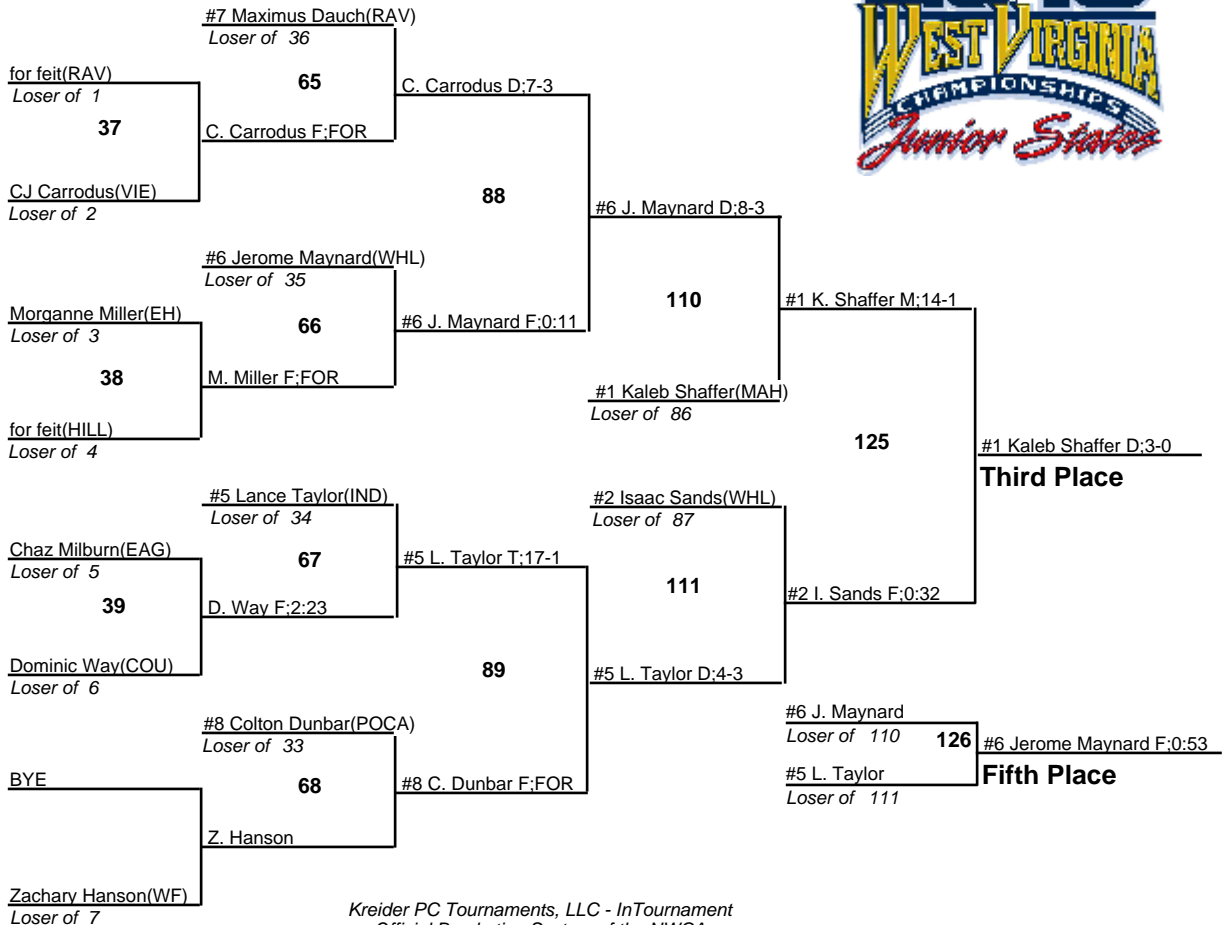 #7 Maximus Dauch(RAV)
Loser of 36
for feit(RAV)
Loser of 1
65
C. Carrodus D;7-3
37
C. Carrodus F;FOR
CJ Carrodus(VIE)
Loser of 2
88
#6 J. Maynard D;8-3
#6 Jerome Maynard(WHL)
Loser of 35
Morganne Miller(EH)
Loser of 3
66
#6 J. Maynard F;0:11
110
#1 K. Shaffer M;14-1
38
M. Miller F;FOR
#1 Kaleb Shaffer(MAH)
Loser of 86
for feit(HILL)
Loser of 4
125
#1 Kaleb Shaffer D;3-0
Third Place
#5 Lance Taylor(IND)
Loser of 34
#2 Isaac Sands(WHL)
Loser of 87
Chaz Milburn(EAG)
Loser of 5
67
#5 L. Taylor T;17-1
111
#2 I. Sands F;0:32
39
D. Way F;2:23
Dominic Way(COU)
Loser of 6
89
#5 L. Taylor D;4-3
#8 Colton Dunbar(POCA)
Loser of 33
#6 J. Maynard
Loser of 110
126
#6 Jerome Maynard F;0:53
Fifth Place
#5 L. Taylor
Loser of 111
BYE
68
#8 C. Dunbar F;FOR
Z. Hanson
Zachary Hanson(WF)
Loser of 7
WEST VIRGINIA
CHAMPIONSHIPS
Junior States
Kreider PC Tournaments, LLC - InTournament